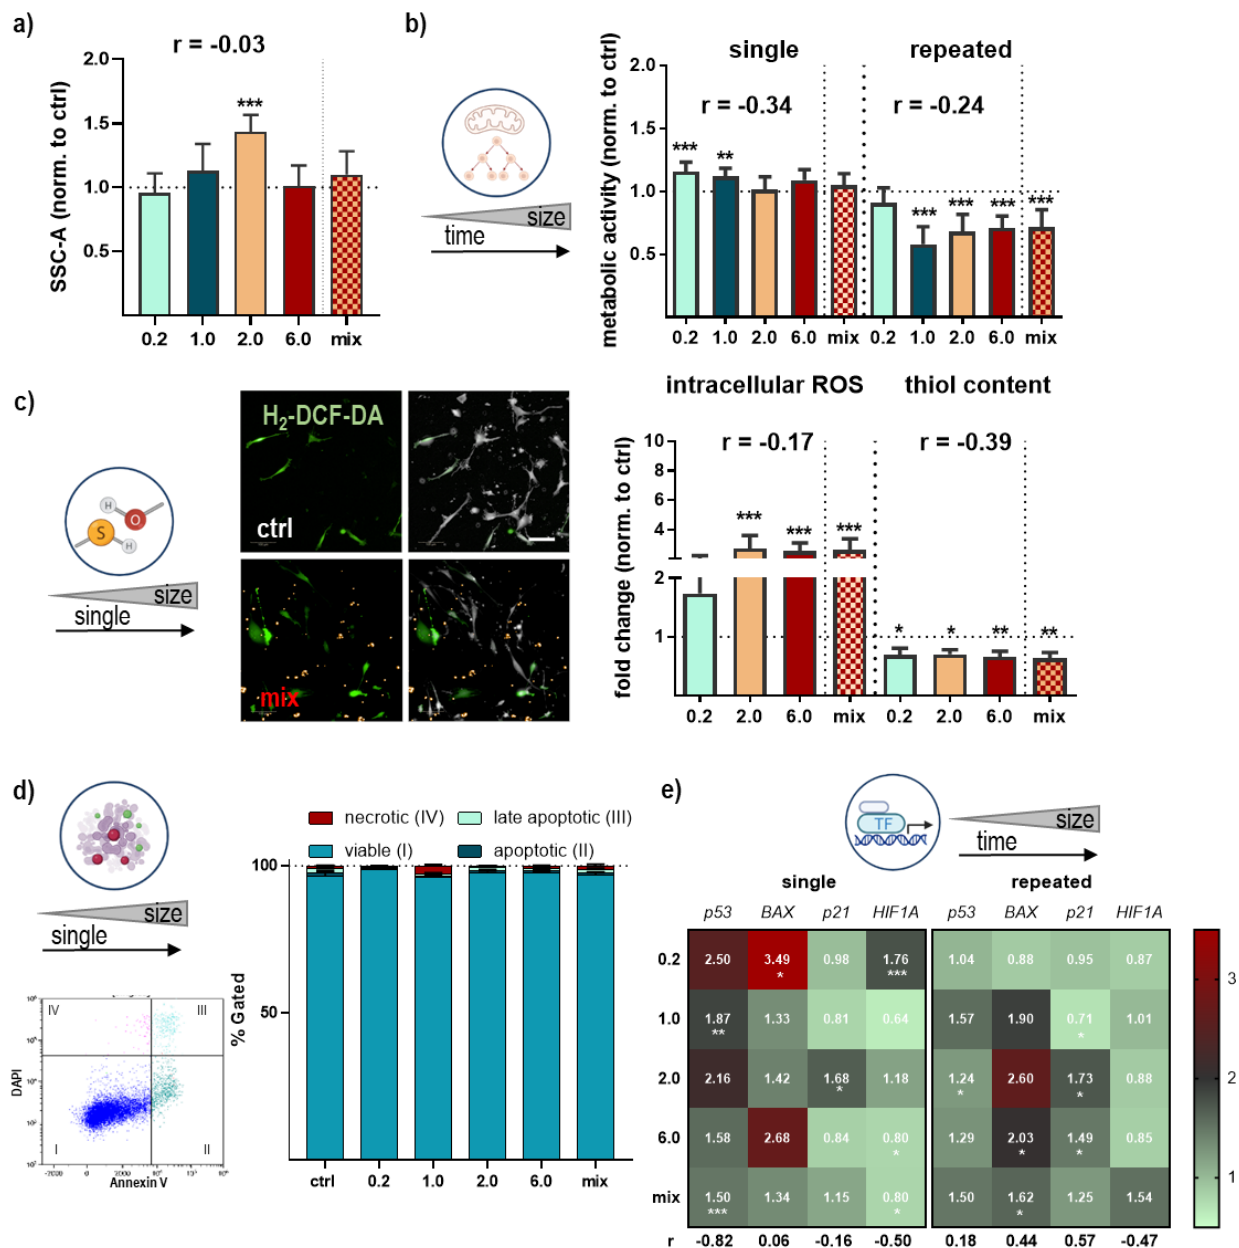 a)
r = -0.03
SSC-A (norm. to ctrl)
2.0
1.5
1.0
0.5
***
0.2 1.0 2.0 6.0 mix
b)
size
time
single repeated
r = -0.34 r = -0.24
metabolic activity (norm. to ctrl)
2.0
1.5
1.0
0.5
*** ** *** *** *** ***
0.2 1.0 2.0 6.0 mix 0.2 1.0 2.0 6.0 mix
c)
H O
S H
size
single
H2-DCF-DA
ctrl
mix
intracellular ROS thiol content
r = -0.17 r = -0.39
fold change (norm. to ctrl)
10
8
6
4
2
1
*** *** *** * * ** **
0.2 2.0 6.0 mix 0.2 2.0 6.0 mix
d)
size
single
necrotic (IV) late apoptotic (III)
viable (I) apoptotic (II)
% Gated
100
50
ctrl 0.2 1.0 2.0 6.0 mix
IV III
I II
DAPI
Annexin V
e)
TF
size
time
single repeated
p53 BAX p21 HIF1A p53 BAX p21 HIF1A
0.2 2.50 3.49 0.98 1.76 1.04 0.88 0.95 0.87
* ***
1.0 1.87 1.33 0.81 0.64 1.57 1.90 0.71 1.01
** *
2.0 2.16 1.42 1.68 1.18 1.24 2.60 1.73 0.88
* * *
6.0 1.58 2.68 0.84 0.80 1.29 2.03 1.49 0.85
* * *
mix 1.50 1.34 1.15 0.80 1.50 1.62 1.25 1.54
*** * *
r -0.82 0.06 -0.16 -0.50 0.18 0.44 0.57 -0.47
3
2
1